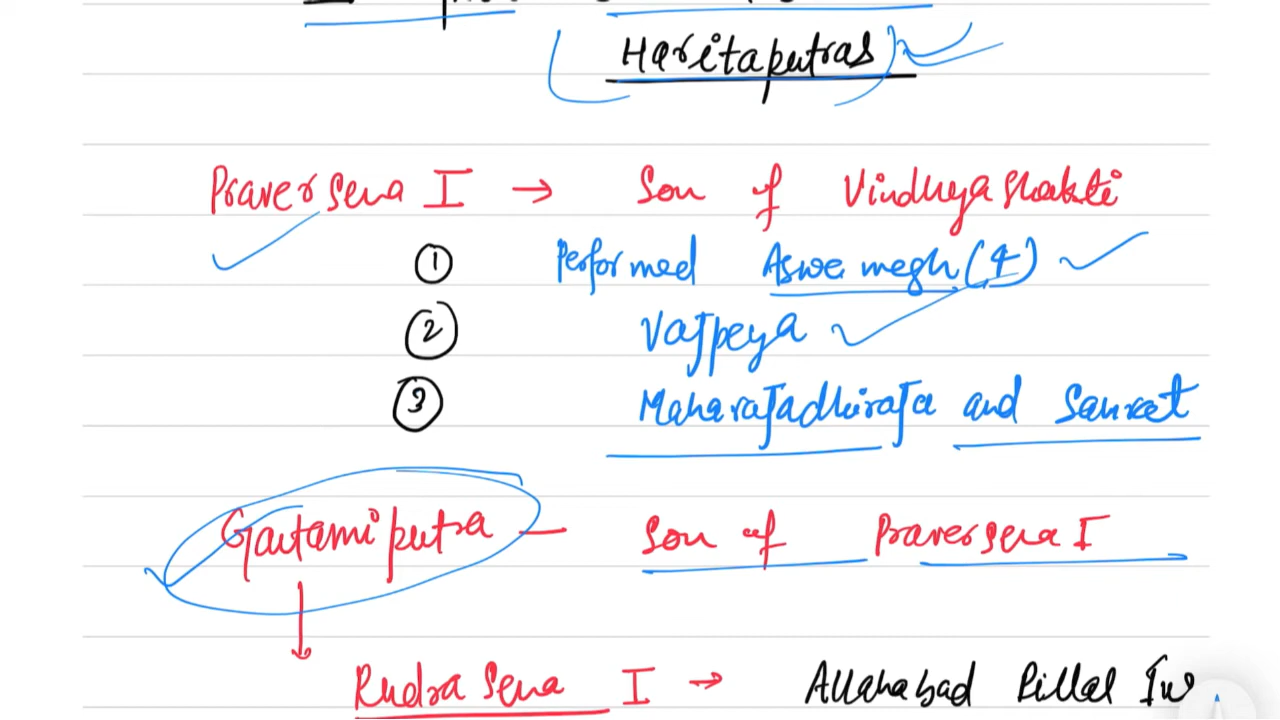 Haritaputras
Praversena I → Son of Vindhyashakti
① Performed Aswemegh (4)
② Vajpeya
③ Maharajadhiraja and Samrat
Gautamiputra — Son of Praversena I
Rudrasena I → Allahabad Pillal Ins